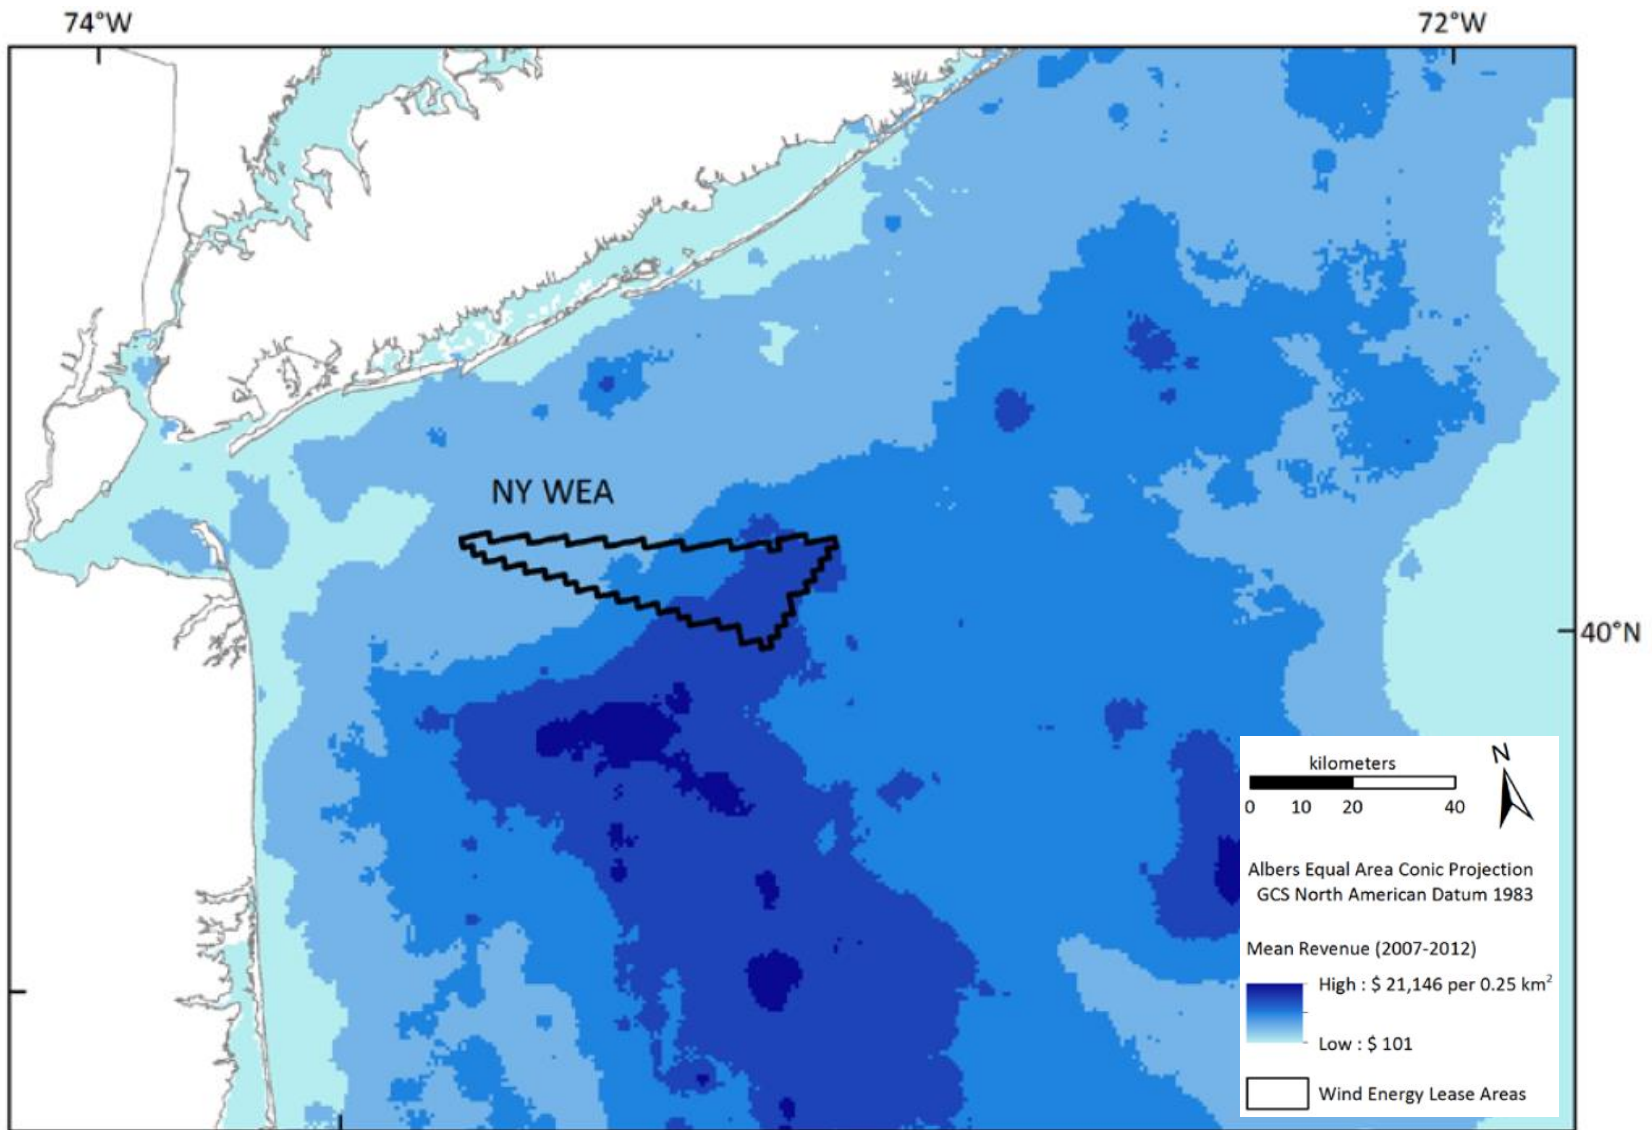 74°W
72°W
NY WEA
40°N
kilometers
N
0 10 20 40
Albers Equal Area Conic Projection
GCS North American Datum 1983
Mean Revenue (2007-2012)
High : $ 21,146 per 0.25 km²
Low : $ 101
Wind Energy Lease Areas